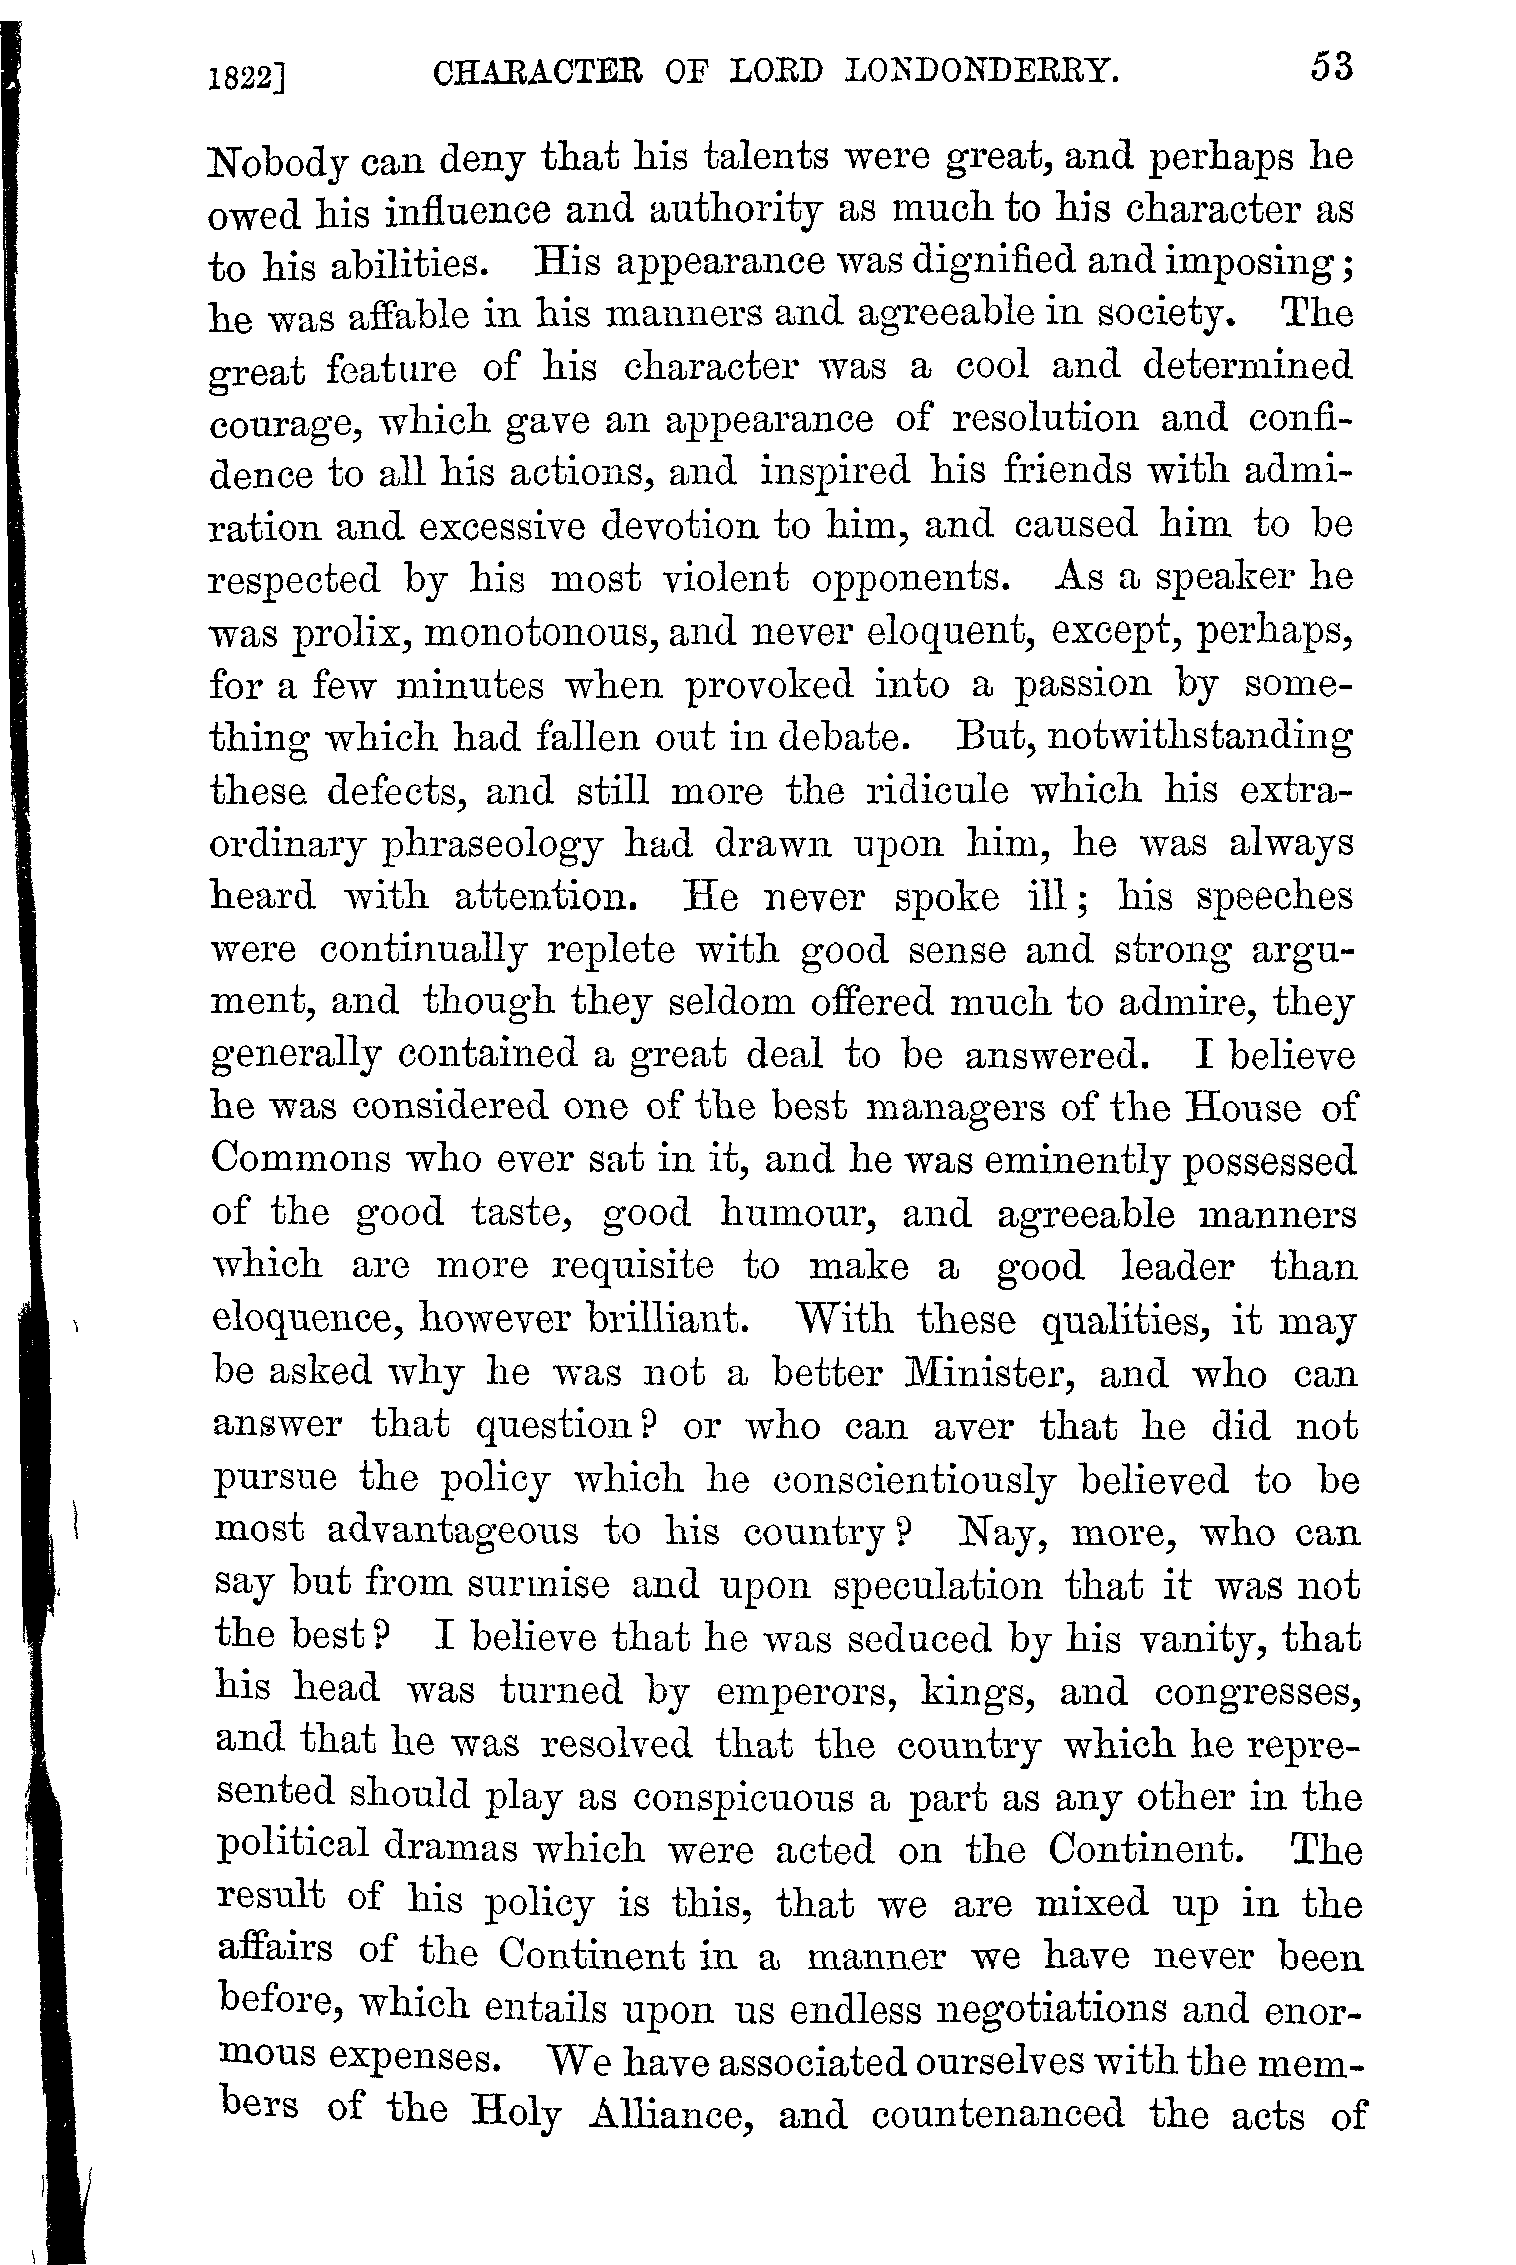 1822] CHARACTER OF LORD LONDONDERRY. 53
Nobody can deny that his talents were great, and perhaps he
owed his influence and authority as much to his character as
to his abilities. His appearance was dignified and imposing;
he was affable in his manners and agreeable in society. The
great feature of his character was a cool and determined
courage, which gave an appearance of resolution and confi-
dence to all his actions, and inspired his friends with admi-
ration and excessive devotion to him, and caused him to be
respected by his most violent opponents. As a speaker he
was prolix, monotonous, and never eloquent, except, perhaps,
for a few minutes when provoked into a passion by some-
thing which had fallen out in debate. But, notwithstanding
these defects, and still more the ridicule which his extra-
ordinary phraseology had drawn upon him, he was always
heard with attention. He never spoke ill; his speeches
were continually replete with good sense and strong argu-
ment, and though they seldom offered much to admire, they
generally contained a great deal to be answered. I believe
he was considered one of the best managers of the House of
Commons who ever sat in it, and he was eminently possessed
of the good taste, good humour, and agreeable manners
which are more requisite to make a good leader than
eloquence, however brilliant. With these qualities, it may
be asked why he was not a better Minister, and who can
answer that question? or who can aver that he did not
pursue the policy which he conscientiously believed to be
most advantageous to his country? Nay, more, who can
say but from surmise and upon speculation that it was not
the best? I believe that he was seduced by his vanity, that
his head was turned by emperors, kings, and congresses,
and that he was resolved that the country which he repre-
sented should play as conspicuous a part as any other in the
political dramas which were acted on the Continent. The
result of his policy is this, that we are mixed up in the
affairs of the Continent in a manner we have never been
before, which entails upon us endless negotiations and enor-
mous expenses. We have associated ourselves with the mem-
bers of the Holy Alliance, and countenanced the acts of